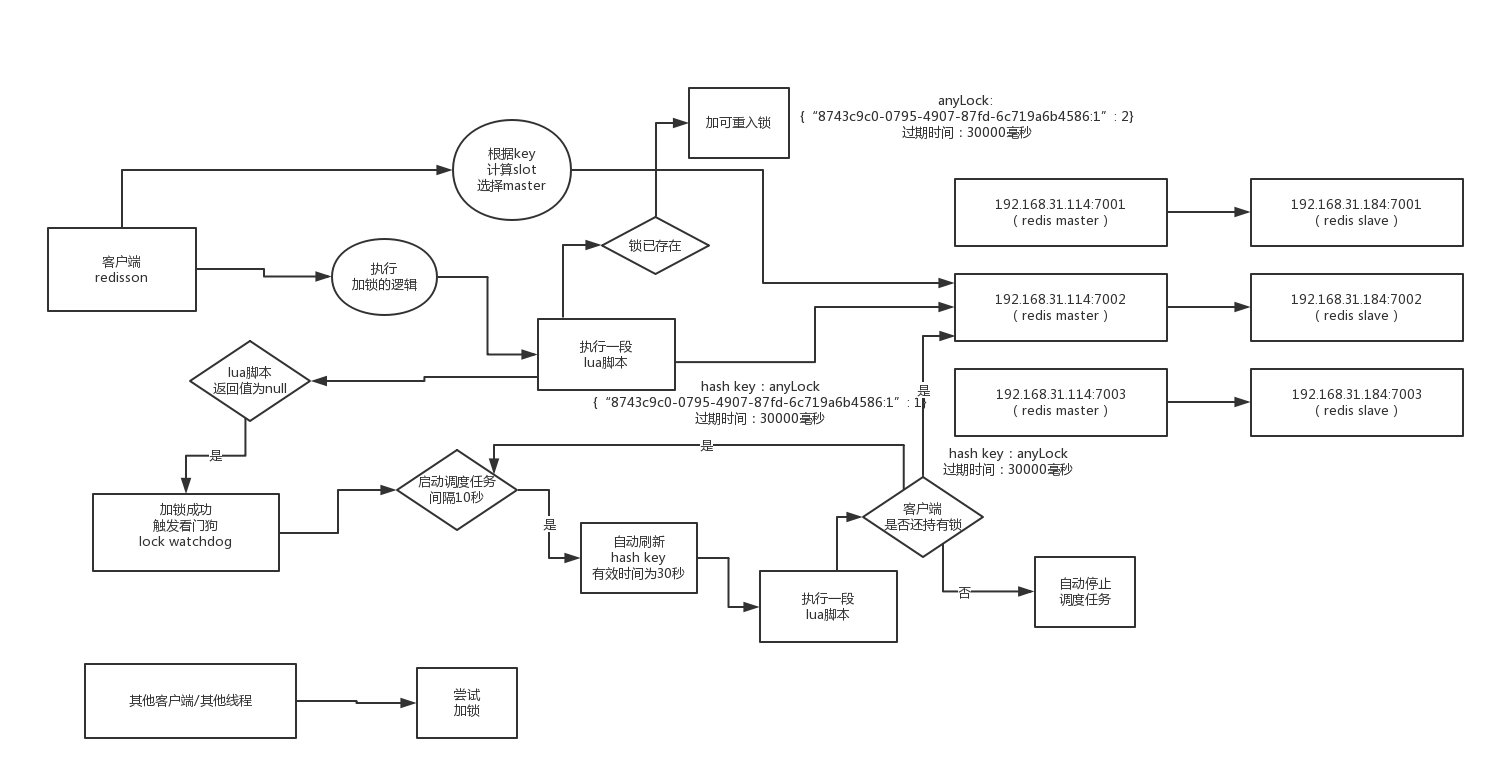 加可重入锁
anyLock:
{“8743c9c0-0795-4907-87fd-6c719a6b4586:1”: 2}
过期时间：30000毫秒
根据key
计算slot
选择master
192.168.31.114:7001
( redis master )
192.168.31.184:7001
( redis slave )
锁已存在
客户端
redisson
执行
加锁的逻辑
192.168.31.114:7002
( redis master )
192.168.31.184:7002
( redis slave )
执行一段
lua脚本
lua脚本
返回值为null
hash key：anyLock
{“8743c9c0-0795-4907-87fd-6c719a6b4586:1”: 1}
过期时间：30000毫秒
是
192.168.31.114:7003
( redis master )
192.168.31.184:7003
( redis slave )
是
是
hash key：anyLock
过期时间：30000毫秒
启动调度任务
间隔10秒
加锁成功
触发看门狗
lock watchdog
是
客户端
是否还持有锁
自动刷新
hash key
有效时间为30秒
执行一段
lua脚本
否
自动停止
调度任务
其他客户端/其他线程
尝试
加锁